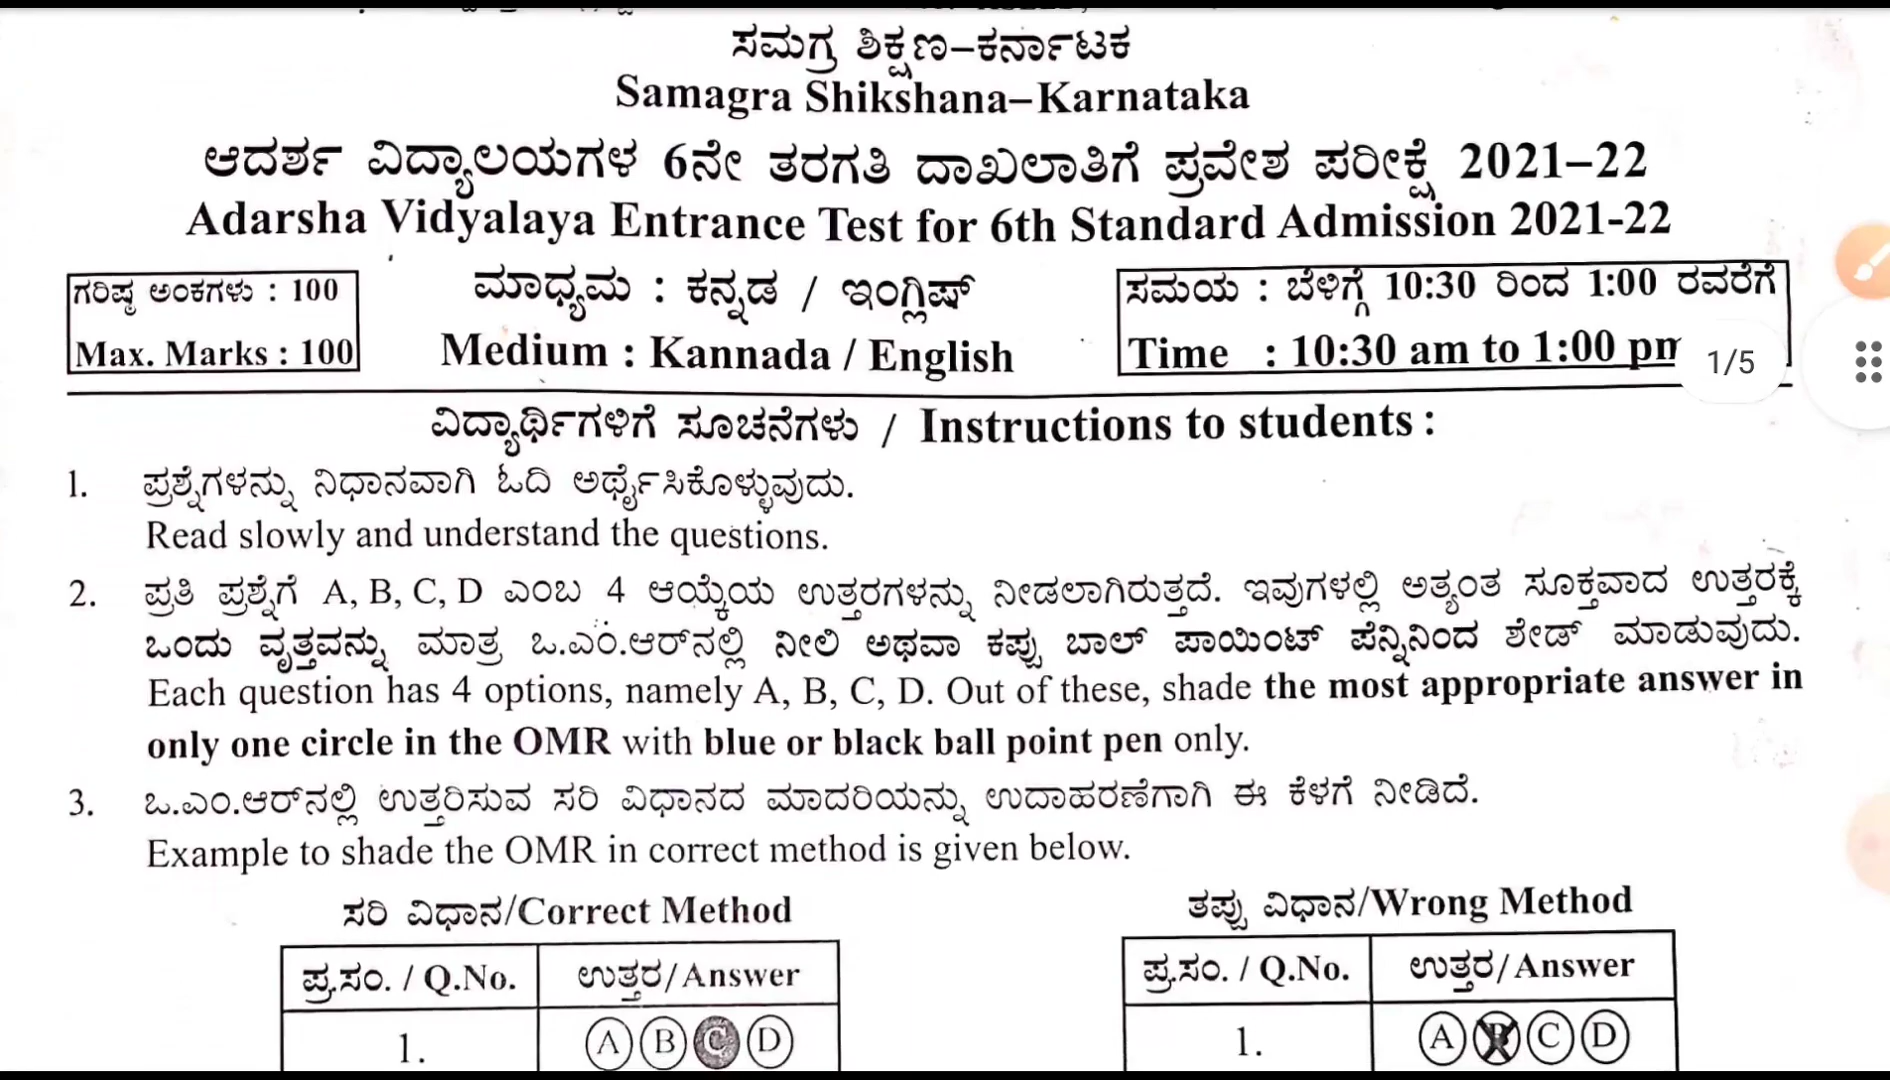 ಸಮಗ್ರ ಶಿಕ್ಷಣ–ಕರ್ನಾಟಕ
Samagra Shikshana–Karnataka
ಆದರ್ಶ ವಿದ್ಯಾಲಯಗಳ 6ನೇ ತರಗತಿ ದಾಖಲಾತಿಗೆ ಪ್ರವೇಶ ಪರೀಕ್ಷೆ 2021–22
Adarsha Vidyalaya Entrance Test for 6th Standard Admission 2021-22
ಗರಿಷ್ಠ ಅಂಕಗಳು : 100
Max. Marks : 100
ಮಾಧ್ಯಮ : ಕನ್ನಡ / ಇಂಗ್ಲಿಷ್
Medium : Kannada / English
ಸಮಯ : ಬೆಳಿಗ್ಗೆ 10:30 ರಿಂದ 1:00 ರವರೆಗೆ
Time : 10:30 am to 1:00
1/5
ವಿದ್ಯಾರ್ಥಿಗಳಿಗೆ ಸೂಚನೆಗಳು / Instructions to students :
1. ಪ್ರಶ್ನೆಗಳನ್ನು ನಿಧಾನವಾಗಿ ಓದಿ ಅರ್ಥೈಸಿಕೊಳ್ಳುವುದು.
Read slowly and understand the questions.
2. ಪ್ರತಿ ಪ್ರಶ್ನೆಗೆ A, B, C, D ಎಂಬ 4 ಆಯ್ಕೆಯ ಉತ್ತರಗಳನ್ನು ನೀಡಲಾಗಿರುತ್ತದೆ. ಇವುಗಳಲ್ಲಿ ಅತ್ಯಂತ ಸೂಕ್ತವಾದ ಉತ್ತರಕ್ಕೆ
ಒಂದು ವೃತ್ತವನ್ನು ಮಾತ್ರ ಒ.ಎಂ.ಆರ್‌ನಲ್ಲಿ ನೀಲಿ ಅಥವಾ ಕಪ್ಪು ಬಾಲ್ ಪಾಯಿಂಟ್ ಪೆನ್ನಿನಿಂದ ಶೇಡ್ ಮಾಡುವುದು.
Each question has 4 options, namely A, B, C, D. Out of these, shade the most appropriate answer in
only one circle in the OMR with blue or black ball point pen only.
3. ಒ.ಎಂ.ಆರ್‌ನಲ್ಲಿ ಉತ್ತರಿಸುವ ಸರಿ ವಿಧಾನದ ಮಾದರಿಯನ್ನು ಉದಾಹರಣೆಗಾಗಿ ಈ ಕೆಳಗೆ ನೀಡಿದೆ.
Example to shade the OMR in correct method is given below.
ಸರಿ ವಿಧಾನ/Correct Method
ಪ್ರ.ಸಂ. / Q.No. ಉತ್ತರ/Answer
1. A B C D
ತಪ್ಪು ವಿಧಾನ/Wrong Method
ಪ್ರ.ಸಂ. / Q.No. ಉತ್ತರ/Answer
1. A B C D